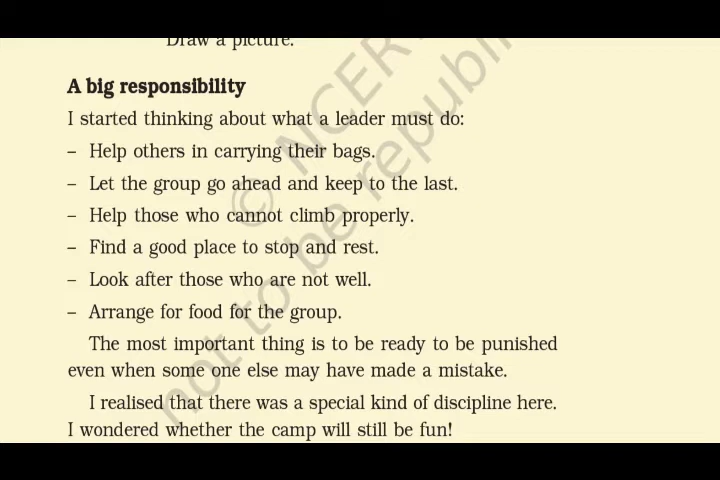 Draw a picture.
A big responsibility
I started thinking about what a leader must do:
– Help others in carrying their bags.
– Let the group go ahead and keep to the last.
– Help those who cannot climb properly.
– Find a good place to stop and rest.
– Look after those who are not well.
– Arrange for food for the group.
The most important thing is to be ready to be punished
even when some one else may have made a mistake.
I realised that there was a special kind of discipline here.
I wondered whether the camp will still be fun!
© NCER
not to be republi